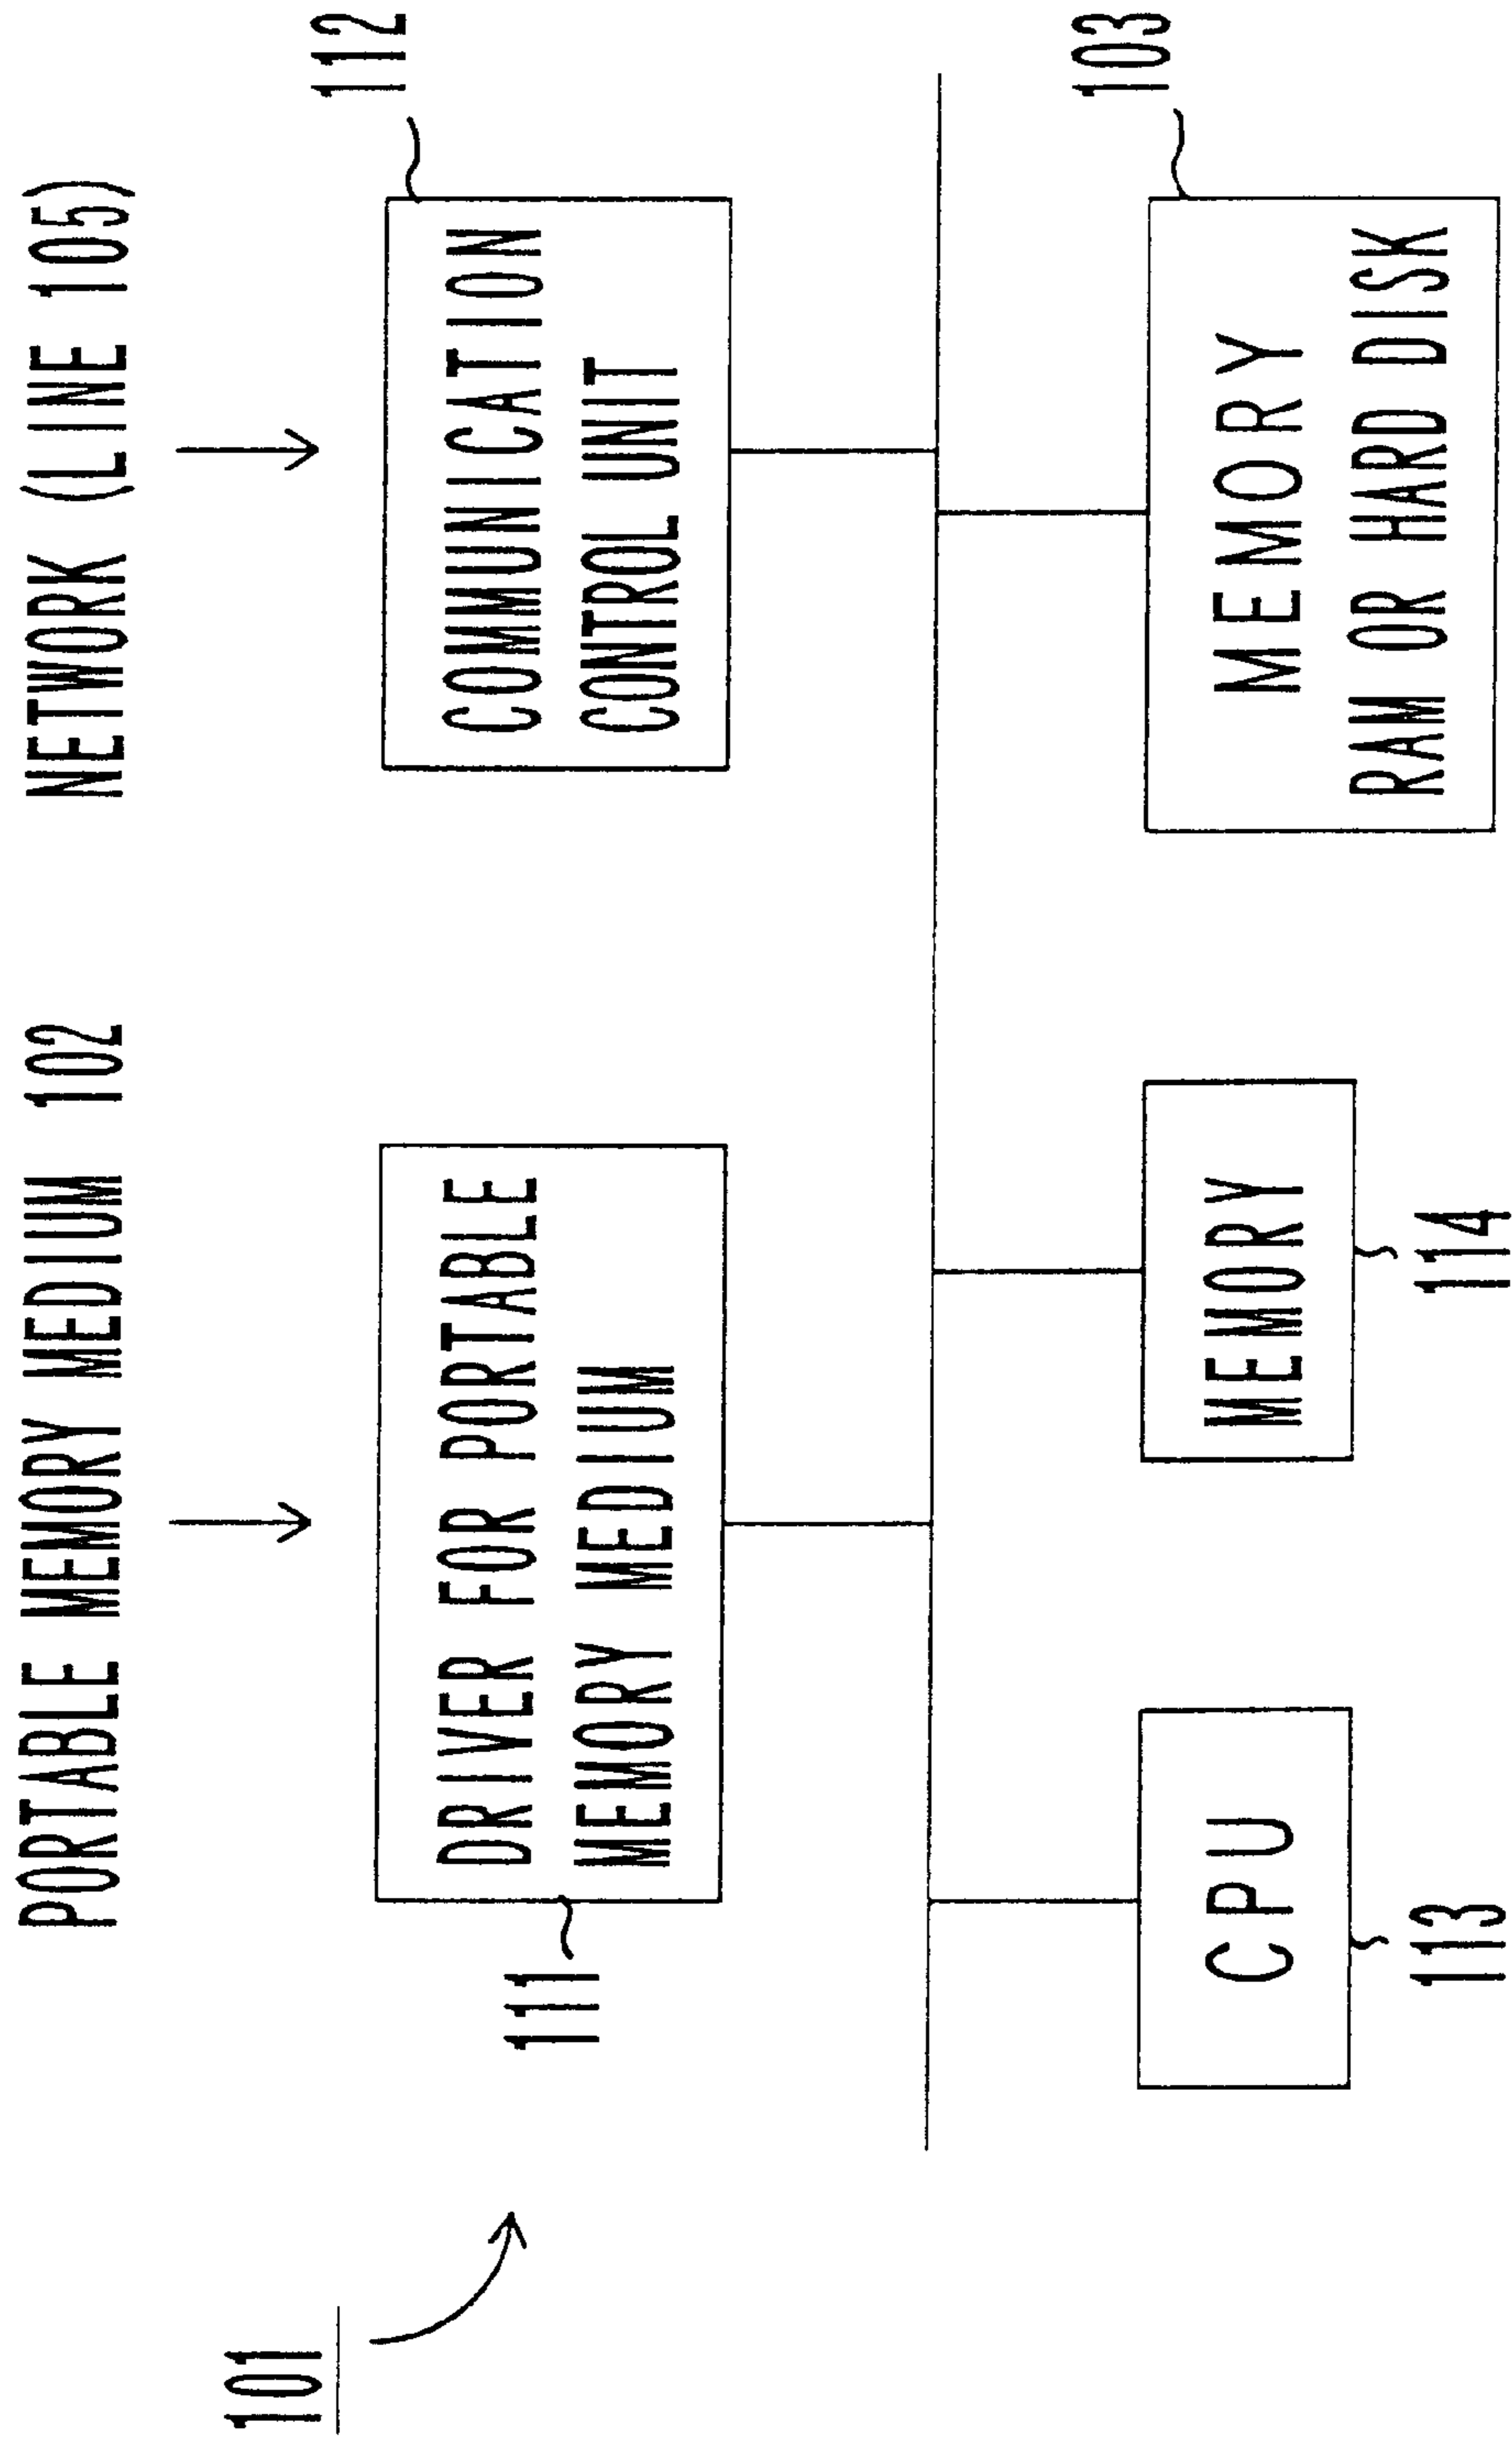 101
PORTABLE MEMORY MEDIUM 102
NETWORK (LINE 105)
111
DRIVER FOR PORTABLE
MEMORY MEDIUM
112
COMMUNICATION
CONTROL UNIT
CPU
113
MEMORY
114
103
MEMORY
RAM OR HARD DISK